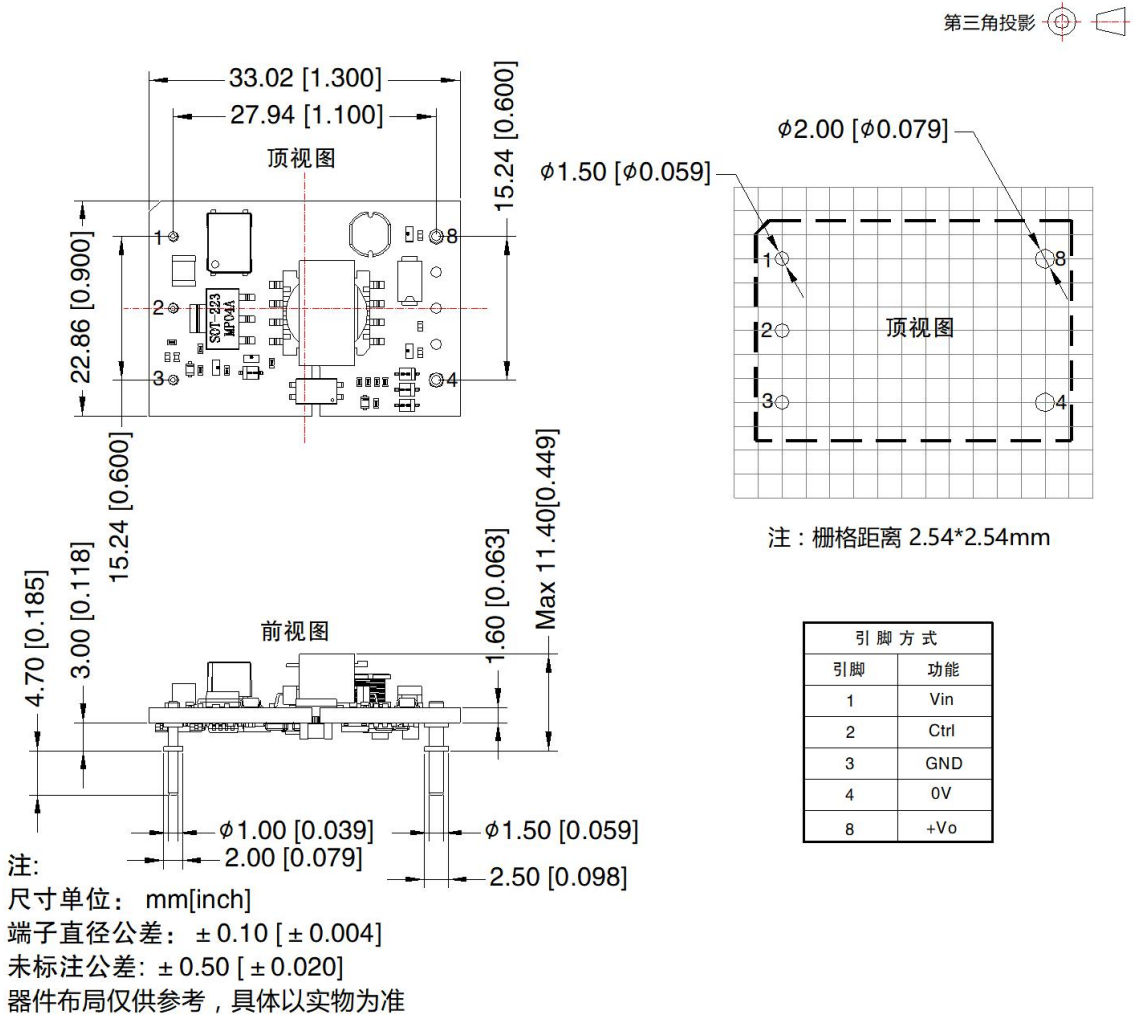 第三角投影
33.02 [1.300]
27.94 [1.100]
顶视图
15.24 [0.600]
22.86 [0.900]
15.24 [0.600]
1
2
3
8
4
SOT-223
MP04A
φ2.00 [φ0.079]
φ1.50 [φ0.059]
1
2
3
8
4
顶视图
注：栅格距离 2.54*2.54mm
前视图
4.70 [0.185]
3.00 [0.118]
1.60 [0.063]
Max 11.40[0.449]
φ1.00 [0.039]
2.00 [0.079]
φ1.50 [0.059]
2.50 [0.098]
引 脚 方 式
引脚 功能
1 Vin
2 Ctrl
3 GND
4 0V
8 +Vo
注:
尺寸单位： mm[inch]
端子直径公差： ± 0.10 [ ± 0.004]
未标注公差: ± 0.50 [ ± 0.020]
器件布局仅供参考，具体以实物为准